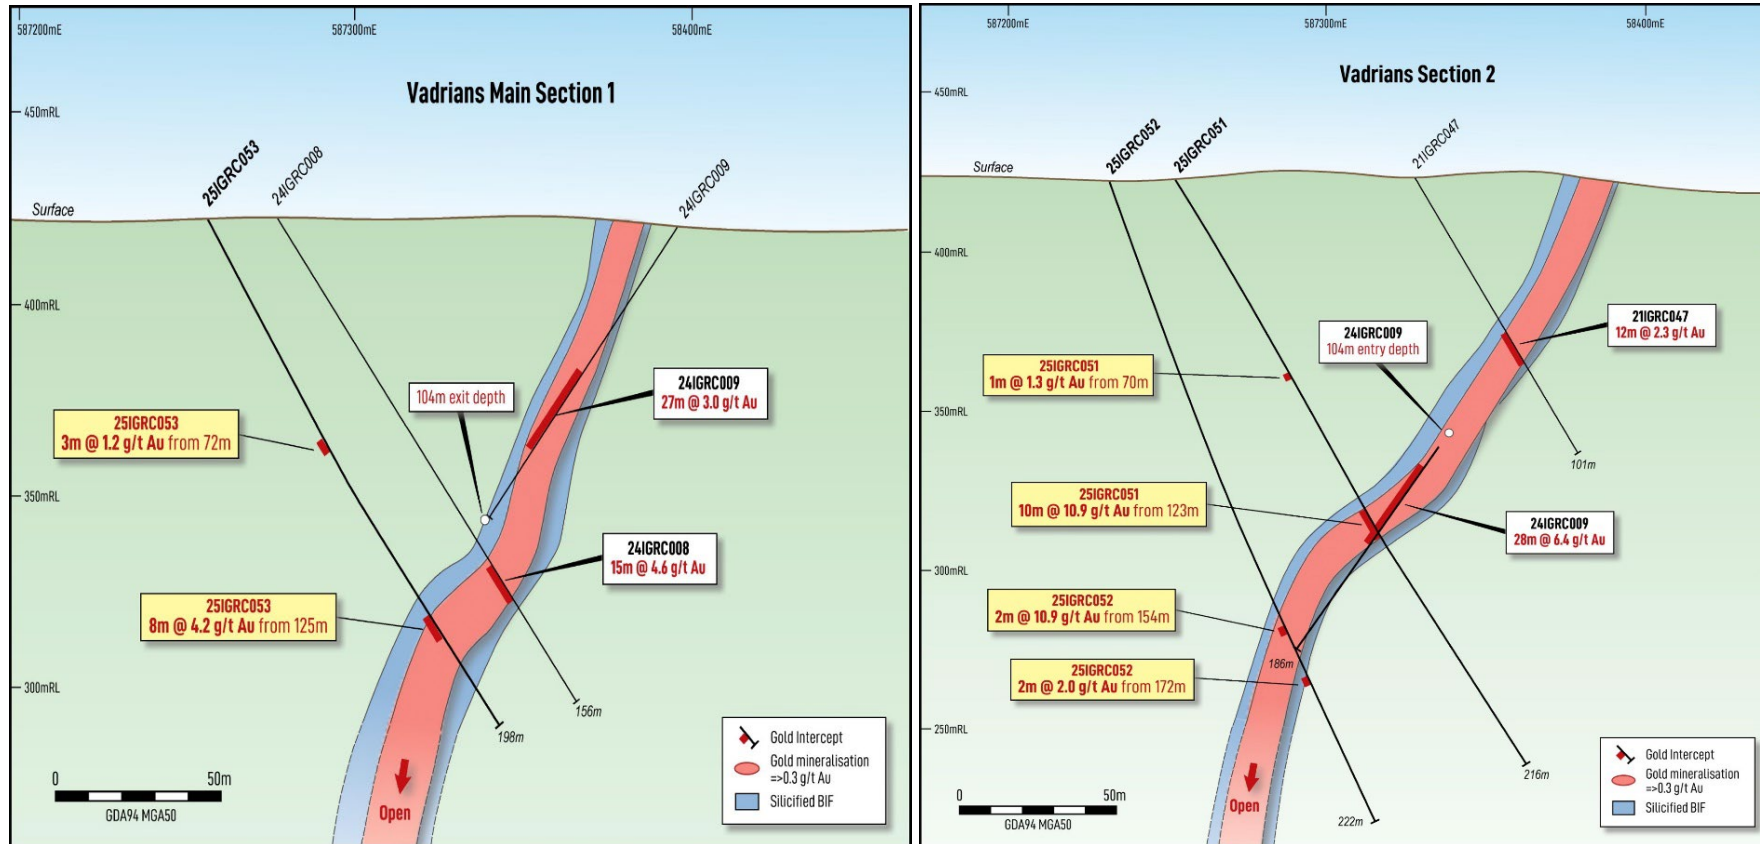 587200mE
587300mE
58400mE
Vadrians Main Section 1
450mRL
25IGRC053
24IGRC008
24IGRC009
Surface
400mRL
104m exit depth
24IGRC009
27m @ 3.0 g/t Au
25IGRC053
3m @ 1.2 g/t Au from 72m
350mRL
24IGRC008
15m @ 4.6 g/t Au
25IGRC053
8m @ 4.2 g/t Au from 125m
300mRL
156m
198m
0
50m
GDA94 MGA50
Open
Gold Intercept
Gold mineralisation
=>0.3 g/t Au
Silicified BIF
587200mE
587300mE
58400mE
Vadrians Section 2
450mRL
25IGRC052
25IGRC051
21IGRC047
Surface
400mRL
21IGRC047
12m @ 2.3 g/t Au
24IGRC009
104m entry depth
25IGRC051
1m @ 1.3 g/t Au from 70m
350mRL
101m
25IGRC051
10m @ 10.9 g/t Au from 123m
24IGRC009
28m @ 6.4 g/t Au
300mRL
25IGRC052
2m @ 10.9 g/t Au from 154m
186m
25IGRC052
2m @ 2.0 g/t Au from 172m
250mRL
216m
222m
0
50m
GDA94 MGA50
Open
Gold Intercept
Gold mineralisation
=>0.3 g/t Au
Silicified BIF